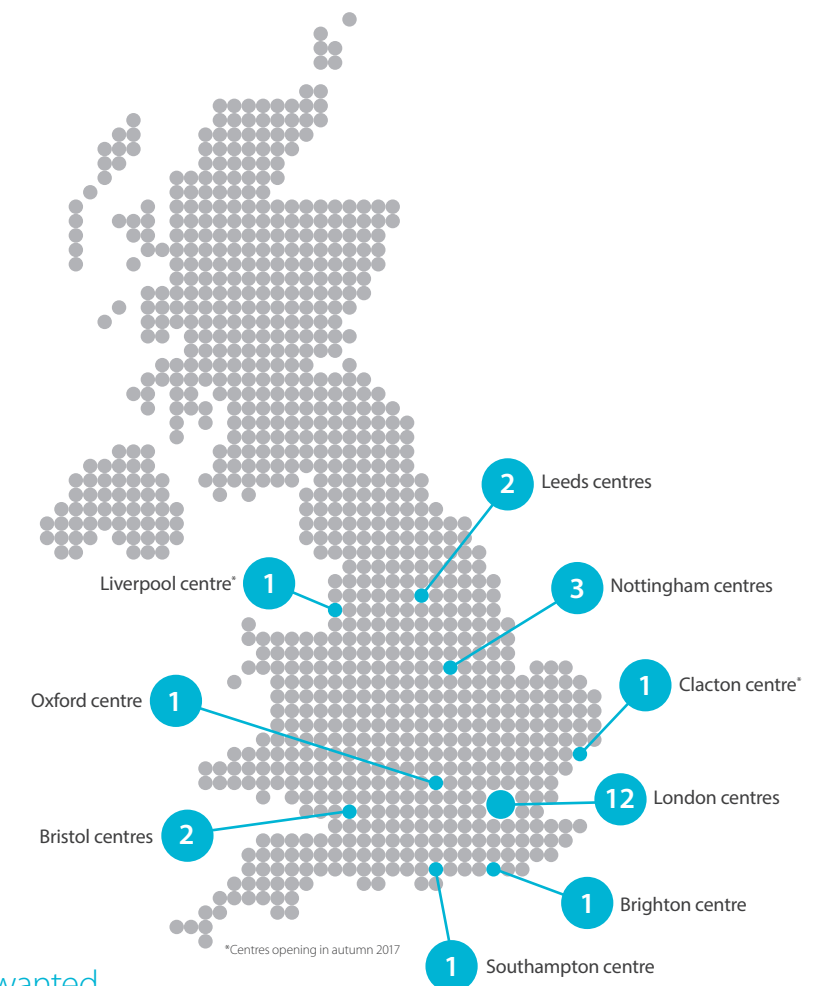 2 Leeds centres
Liverpool centre* 1
3 Nottingham centres
1 Clacton centre*
Oxford centre 1
12 London centres
Bristol centres 2
1 Brighton centre
*Centres opening in autumn 2017
1 Southampton centre
wanted